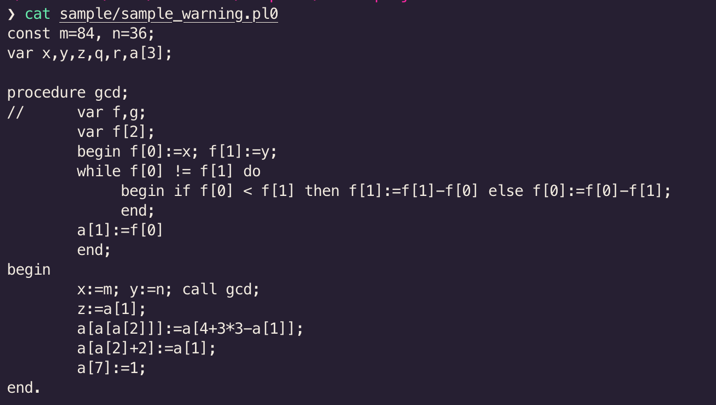 ❯ cat sample/sample_warning.pl0
const m=84, n=36;
var x,y,z,q,r,a[3];
procedure gcd;
//      var f,g;
        var f[2];
        begin f[0]:=x; f[1]:=y;
        while f[0] != f[1] do
             begin if f[0] < f[1] then f[1]:=f[1]-f[0] else f[0]:=f[0]-f[1];
             end;
        a[1]:=f[0]
        end;
begin
        x:=m; y:=n; call gcd;
        z:=a[1];
        a[a[a[2]]]:=a[4+3*3-a[1]];
        a[a[2]+2]:=a[1];
        a[7]:=1;
end.